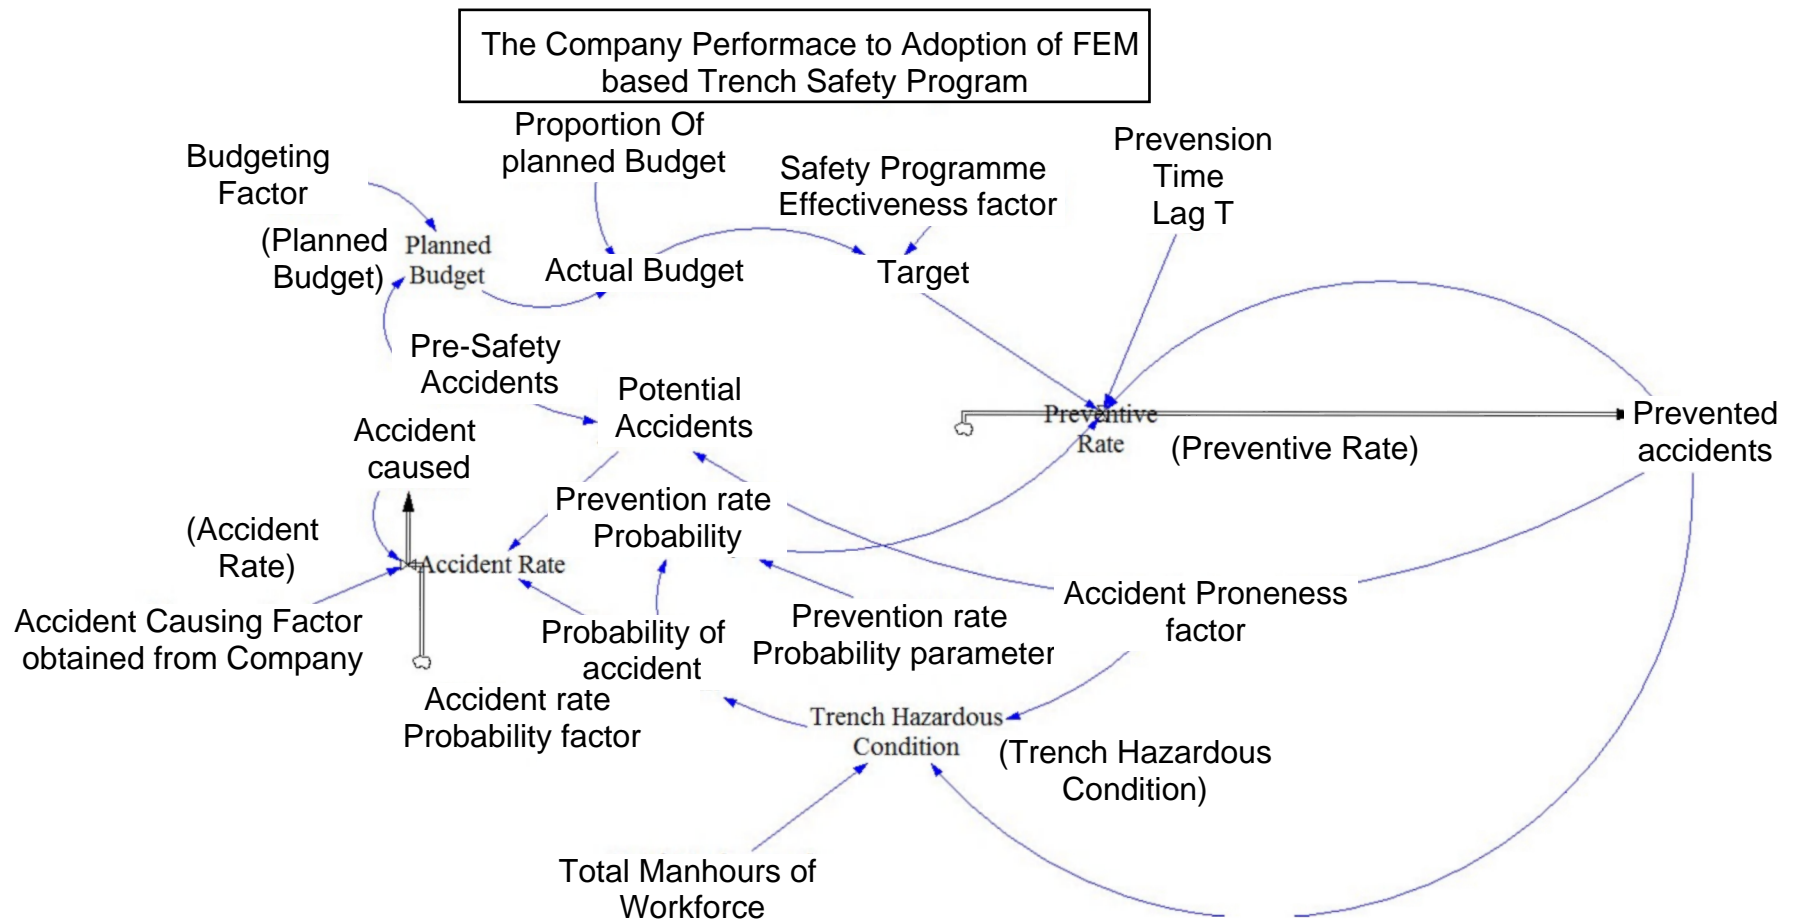 The Company Performace to Adoption of FEM
based Trench Safety Program
Proportion Of
planned Budget
Prevension
Time
Lag T
Budgeting
Factor
Safety Programme
Effectiveness factor
(Planned
Budget)
Planned
Budget
Actual Budget
Target
Pre-Safety
Accidents
Potential
Accidents
Accident
caused
Preventive
Rate
(Preventive Rate)
Prevented
accidents
Prevention rate
Probability
(Accident
Rate)
Accident Rate
Accident Causing Factor
obtained from Company
Probability of
accident
Prevention rate
Probability parameter
Accident Proneness
factor
Accident rate
Probability factor
Trench Hazardous
Condition
(Trench Hazardous
Condition)
Total Manhours of
Workforce